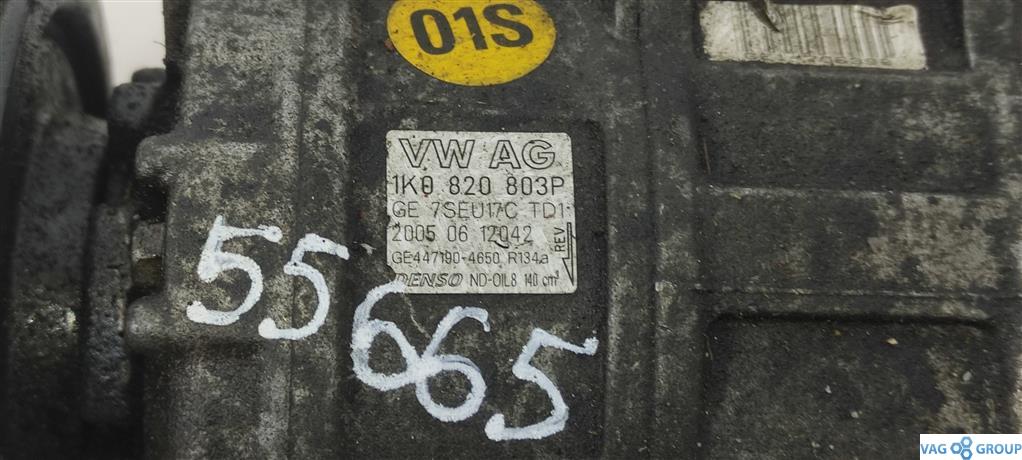 01S
VW AG
1K0 820 803P
GE 7SEU17C TD1
2005 06 12042
REV
GE447190-4650 R134a
DENSO ND-OIL8 140 cm³
55665
VAG GROUP